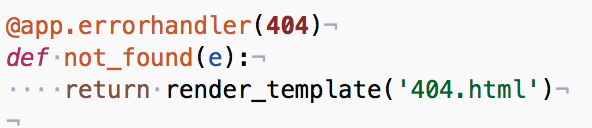 @app.errorhandler(404)¬
def·not_found(e):¬
····return·render_template('404.html')¬
¬